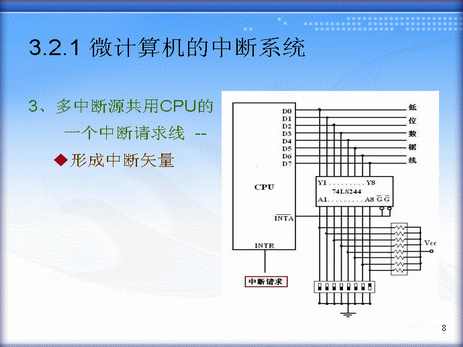 3.2.1 微计算机的中断系统
3、多中断源共用CPU的
一个中断请求线 --
形成中断矢量
D0
D1
D2
D3
D4
D5
D6
D7
低
位
数
据
线
CPU
Y1 . . . . . . . . . Y8
74LS244
A1. . . . . . . . . A8 G G
INTA
INTR
Vcc
中断请求
8